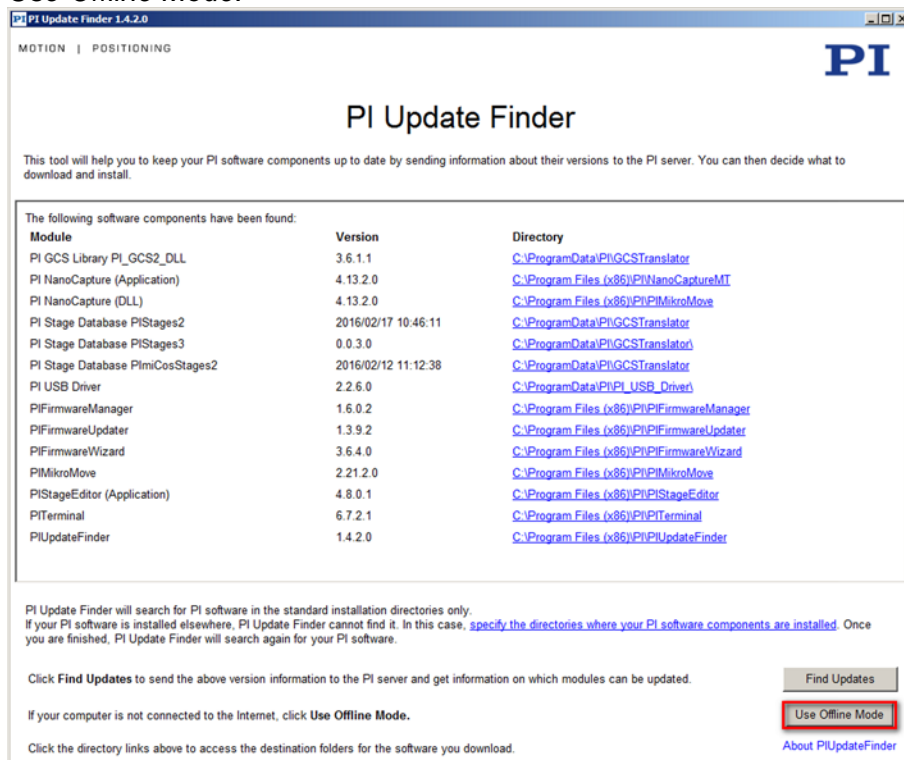 Use Offline Mode.
PI PI Update Finder 1.4.2.0
MOTION | POSITIONING
PI
PI Update Finder
This tool will help you to keep your PI software components up to date by sending information about their versions to the PI server. You can then decide what to
download and install.
The following software components have been found:
Module Version Directory
PI GCS Library PI_GCS2_DLL 3.6.1.1 C:\ProgramData\PI\GCSTranslator
PI NanoCapture (Application) 4.13.2.0 C:\Program Files (x86)\PI\NanoCaptureMT
PI NanoCapture (DLL) 4.13.2.0 C:\Program Files (x86)\PI\PIMikroMove
PI Stage Database PIStages2 2016/02/17 10:46:11 C:\ProgramData\PI\GCSTranslator
PI Stage Database PIStages3 0.0.3.0 C:\ProgramData\PI\GCSTranslator\
PI Stage Database PImiCosStages2 2016/02/12 11:12:38 C:\ProgramData\PI\GCSTranslator
PI USB Driver 2.2.6.0 C:\ProgramData\PI\PI_USB_Driver\
PIFirmwareManager 1.6.0.2 C:\Program Files (x86)\PI\PIFirmwareManager
PIFirmwareUpdater 1.3.9.2 C:\Program Files (x86)\PI\PIFirmwareUpdater
PIFirmwareWizard 3.6.4.0 C:\Program Files (x86)\PI\PIFirmwareWizard
PIMikroMove 2.21.2.0 C:\Program Files (x86)\PI\PIMikroMove
PIStageEditor (Application) 4.8.0.1 C:\Program Files (x86)\PI\PIStageEditor
PITerminal 6.7.2.1 C:\Program Files (x86)\PI\PITerminal
PIUpdateFinder 1.4.2.0 C:\Program Files (x86)\PI\PIUpdateFinder
PI Update Finder will search for PI software in the standard installation directories only.
If your PI software is installed elsewhere, PI Update Finder cannot find it. In this case, specify the directories where your PI software components are installed. Once
you are finished, PI Update Finder will search again for your PI software.
Click Find Updates to send the above version information to the PI server and get information on which modules can be updated. Find Updates
If your computer is not connected to the Internet, click Use Offline Mode. Use Offline Mode
Click the directory links above to access the destination folders for the software you download. About PIUpdateFinder